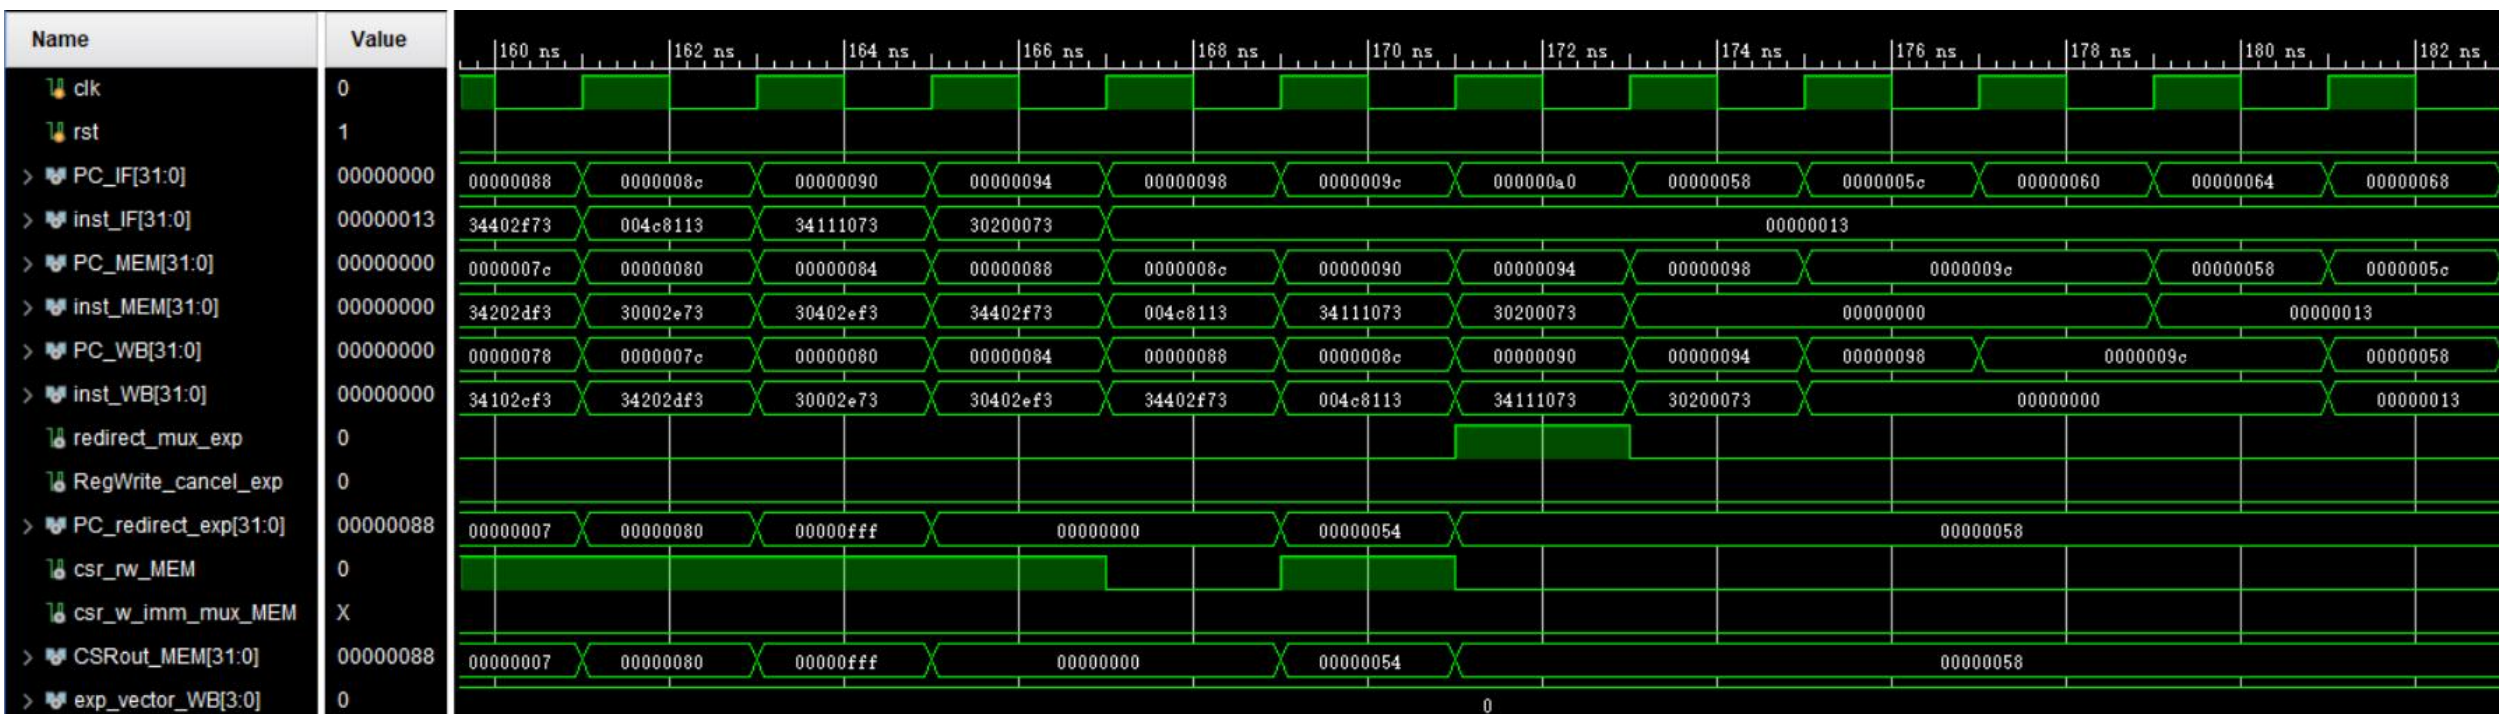 Name Value 160 ns 162 ns 164 ns 166 ns 168 ns 170 ns 172 ns 174 ns 176 ns 178 ns 180 ns 182 ns
clk 0
rst 1
PC_IF[31:0] 00000000 00000088 0000008c 00000090 00000094 00000098 0000009c 000000a0 00000058 0000005c 00000060 00000064 00000068
inst_IF[31:0] 00000013 34402f73 004c8113 34111073 30200073 00000013
PC_MEM[31:0] 00000000 0000007c 00000080 00000084 00000088 0000008c 00000090 00000094 00000098 0000009c 00000058 0000005c
inst_MEM[31:0] 00000000 34202df3 30002e73 30402ef3 34402f73 004c8113 34111073 30200073 00000000 00000013
PC_WB[31:0] 00000000 00000078 0000007c 00000080 00000084 00000088 0000008c 00000090 00000094 00000098 0000009c 00000058
inst_WB[31:0] 00000000 34102cf3 34202df3 30002e73 30402ef3 34402f73 004c8113 34111073 30200073 00000000 00000013
redirect_mux_exp 0
RegWrite_cancel_exp 0
PC_redirect_exp[31:0] 00000088 00000007 00000080 00000fff 00000000 00000054 00000058
csr_rw_MEM 0
csr_w_imm_mux_MEM X
CSRout_MEM[31:0] 00000088 00000007 00000080 00000fff 00000000 00000054 00000058
exp_vector_WB[3:0] 0 0